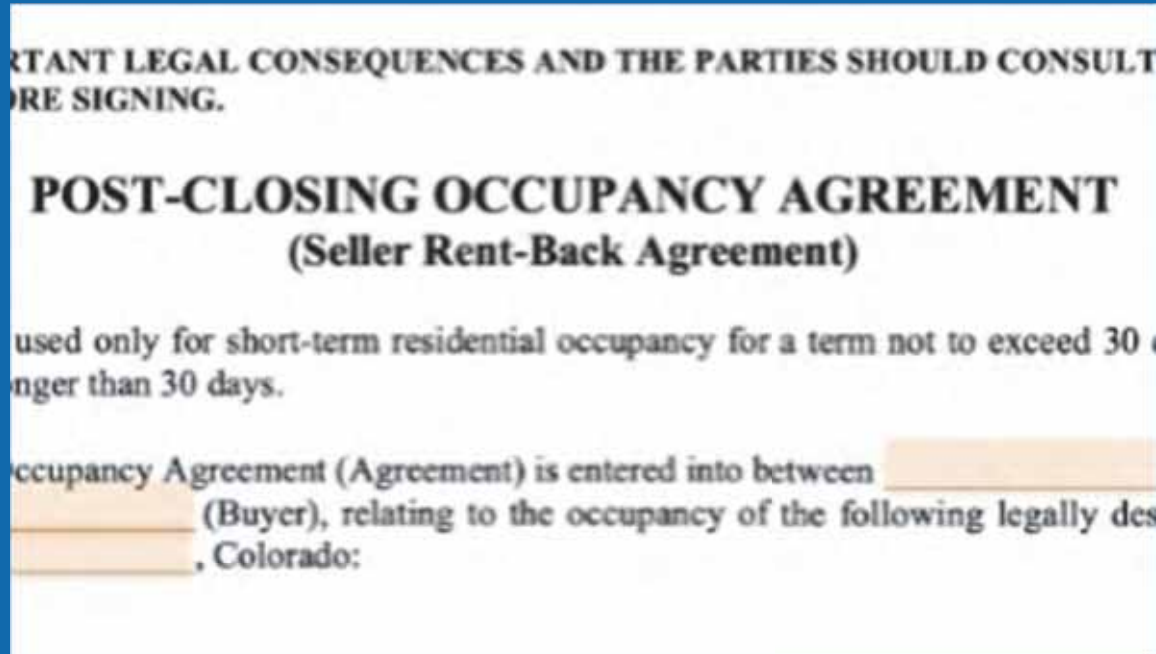 RTANT LEGAL CONSEQUENCES AND THE PARTIES SHOULD CONSULT
RE SIGNING.
POST-CLOSING OCCUPANCY AGREEMENT
(Seller Rent-Back Agreement)
used only for short-term residential occupancy for a term not to exceed 30
nger than 30 days.
ccupancy Agreement (Agreement) is entered into between
(Buyer), relating to the occupancy of the following legally des
, Colorado: